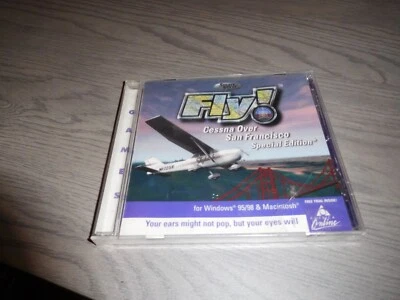 GAMES
Fly!
Cessna Over
San Francisco
Special Edition*
for Windows® 95/98 & Macintosh®
Your ears might not pop, but your eyes will